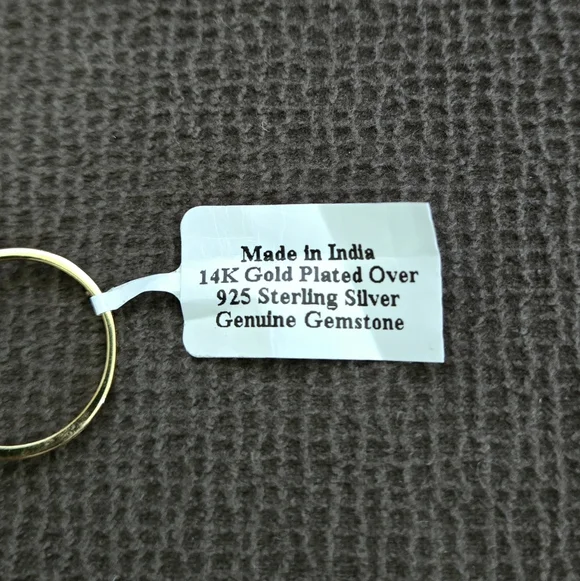 Made in India
14K Gold Plated Over
925 Sterling Silver
Genuine Gemstone